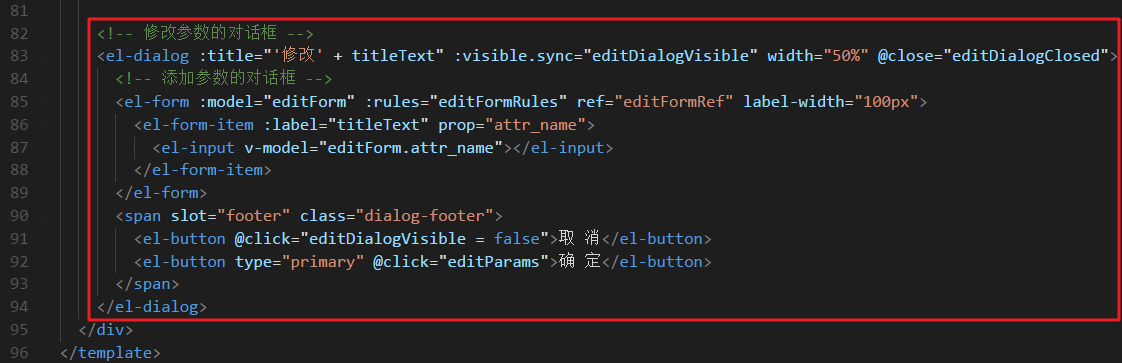 81
82 <!-- 修改参数的对话框 -->
83 <el-dialog :title="'修改' + titleText" :visible.sync="editDialogVisible" width="50%" @close="editDialogClosed">
84 <!-- 添加参数的对话框 -->
85 <el-form :model="editForm" :rules="editFormRules" ref="editFormRef" label-width="100px">
86 <el-form-item :label="titleText" prop="attr_name">
87 <el-input v-model="editForm.attr_name"></el-input>
88 </el-form-item>
89 </el-form>
90 <span slot="footer" class="dialog-footer">
91 <el-button @click="editDialogVisible = false">取 消</el-button>
92 <el-button type="primary" @click="editParams">确 定</el-button>
93 </span>
94 </el-dialog>
95 </div>
96 </template>